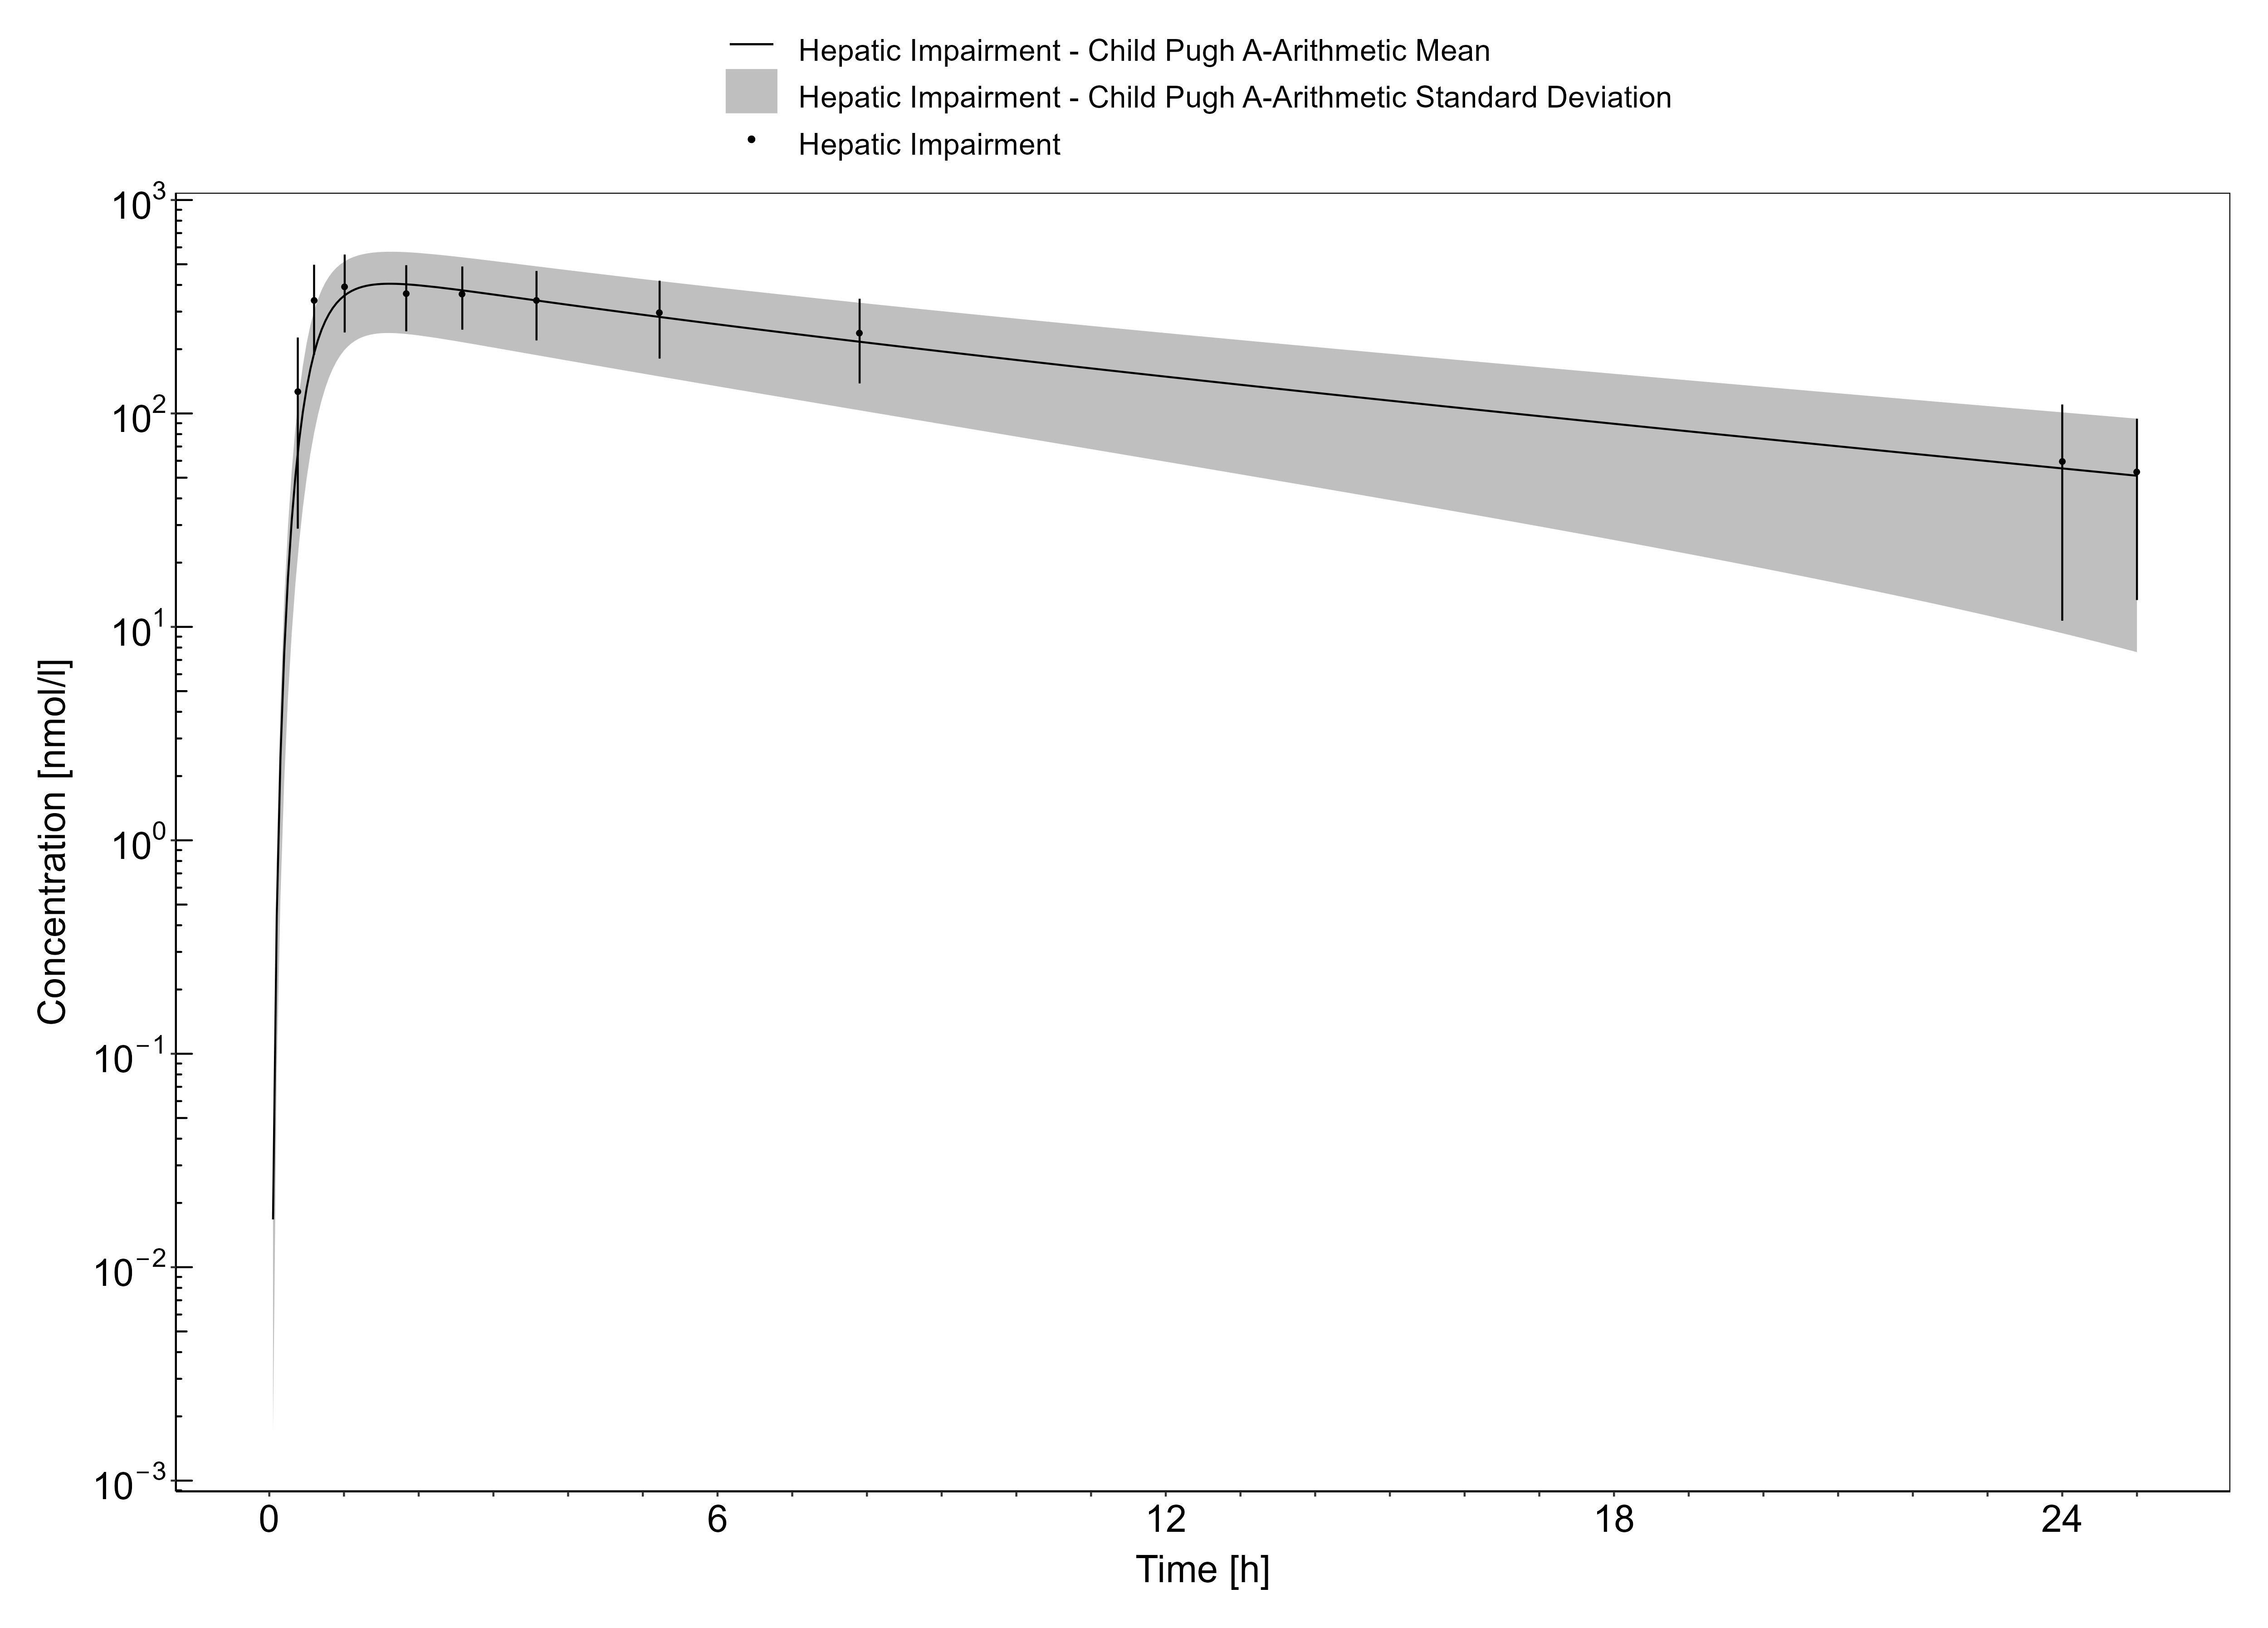 Hepatic Impairment - Child Pugh A-Arithmetic Mean
Hepatic Impairment - Child Pugh A-Arithmetic Standard Deviation
Hepatic Impairment
10³
10²
10¹
10⁰
10⁻¹
10⁻²
10⁻³
Concentration [nmol/l]
0 6 12 18 24
Time [h]